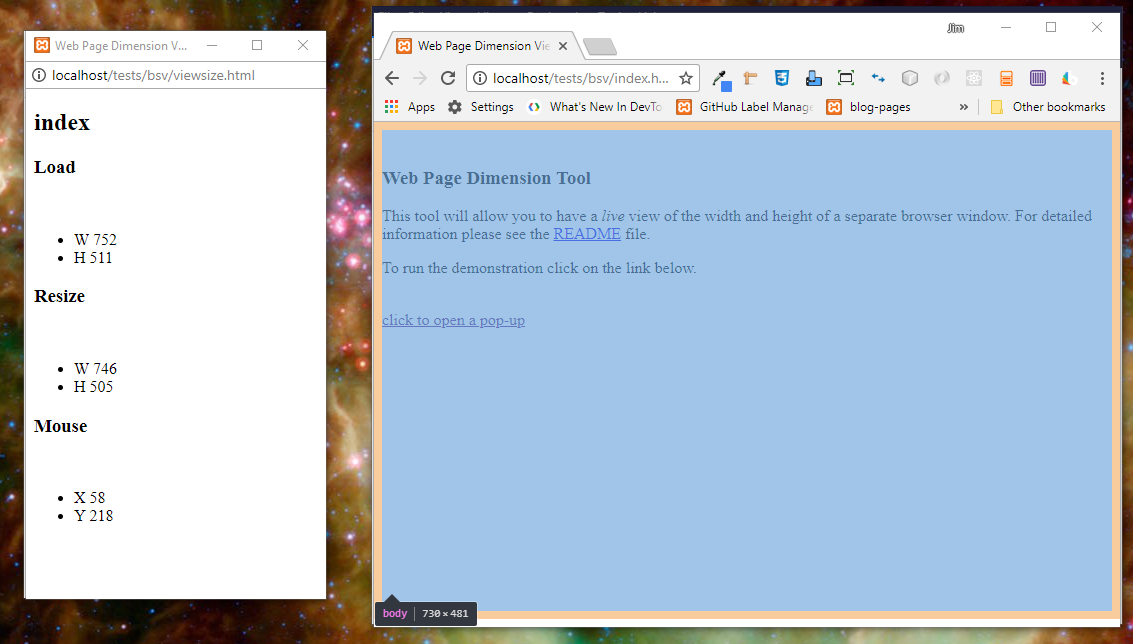 Web Page Dimension V...
localhost/tests/bsv/viewsize.html
index
Load
W 752
H 511
Resize
W 746
H 505
Mouse
X 58
Y 218
Jim
Web Page Dimension Vie
localhost/tests/bsv/index.h...
Apps Settings What's New In DevTo GitHub Label Manage blog-pages » Other bookmarks
Web Page Dimension Tool
This tool will allow you to have a live view of the width and height of a separate browser window. For detailed
information please see the README file.
To run the demonstration click on the link below.
click to open a pop-up
body 730 × 481